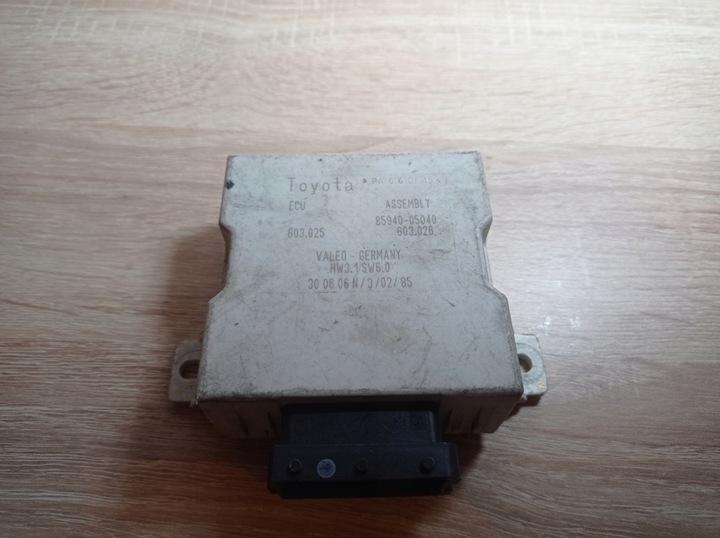 Toyota
ECU ASSEMBLY
85940-05040
603.025 603.026
VALEO - GERMANY
HW3.1/SW6.0
30 06 06 N/3/02/85